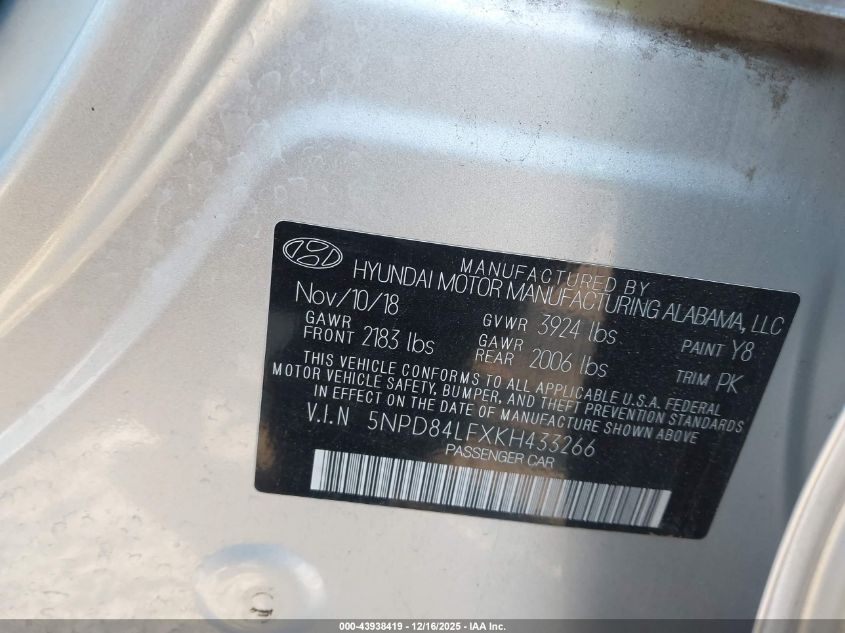 MANUFACTURED BY
HYUNDAI MOTOR MANUFACTURING ALABAMA, LLC
Nov/10/18
GVWR 3924 lbs
PAINT Y8
GAWR FRONT 2183 lbs
GAWR REAR 2006 lbs
TRIM PK
THIS VEHICLE CONFORMS TO ALL APPLICABLE U.S.A. FEDERAL
MOTOR VEHICLE SAFETY, BUMPER, AND THEFT PREVENTION STANDARDS
IN EFFECT ON THE DATE OF MANUFACTURE SHOWN ABOVE
V.I.N 5NPD84LFXKH433266
PASSENGER CAR
000-43938419 - 12/16/2025 - IAA Inc.